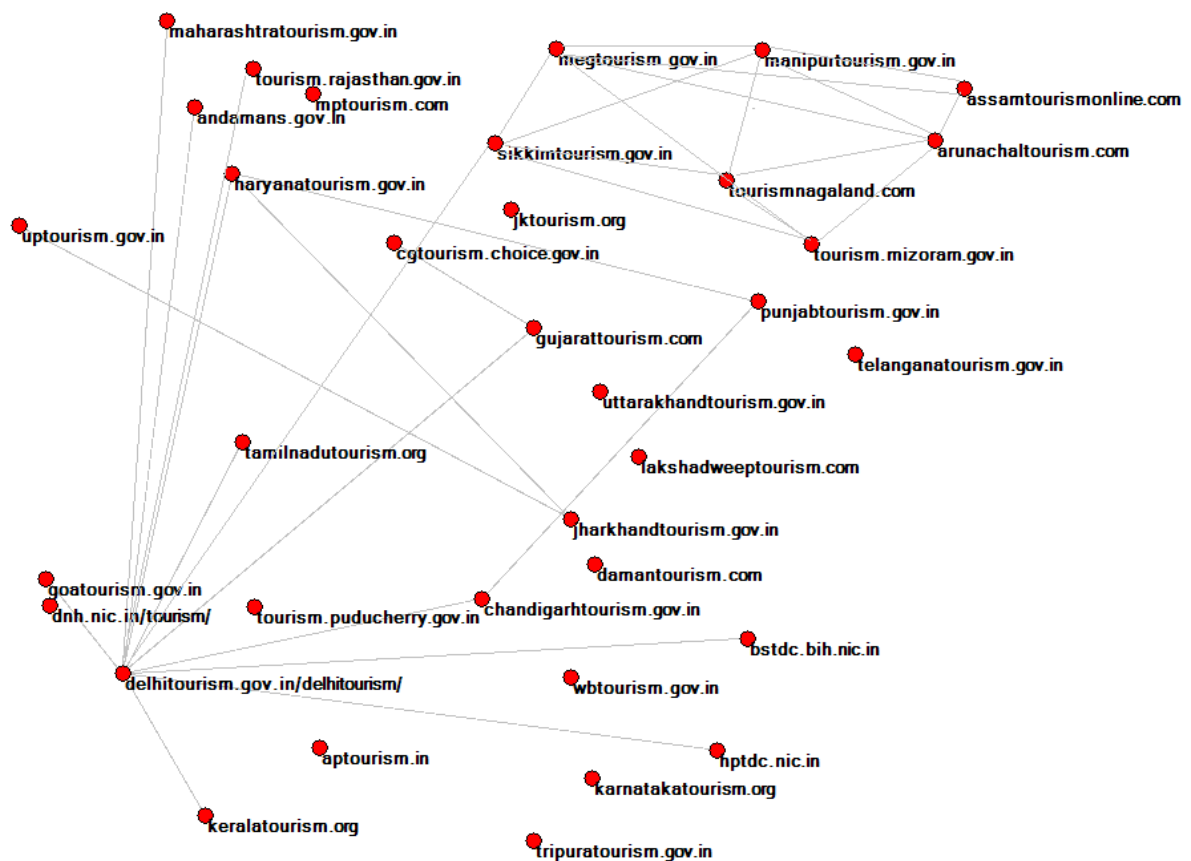 maharashtratourism.gov.in
megtourism.gov.in
manipurtourism.gov.in
tourism.rajasthan.gov.in
mptourism.com
assamtourismonline.com
andamans.gov.in
sikkimtourism.gov.in
arunachaltourism.com
haryanatourism.gov.in
tourismnagaland.com
jktourism.org
uptourism.gov.in
cgtourism.choice.gov.in
tourism.mizoram.gov.in
punjabtourism.gov.in
gujarattourism.com
telanganatourism.gov.in
uttarakhandtourism.gov.in
tamilnadutourism.org
lakshadweeptourism.com
jharkhandtourism.gov.in
damantourism.com
goatourism.gov.in
dnh.nic.in/tourism/
tourism.puducherry.gov.in
chandigarhtourism.gov.in
bstdc.bih.nic.in
delhitourism.gov.in/delhitourism/
wbtourism.gov.in
aptourism.in
hptdc.nic.in
karnatakatourism.org
keralatourism.org
tripuratourism.gov.in